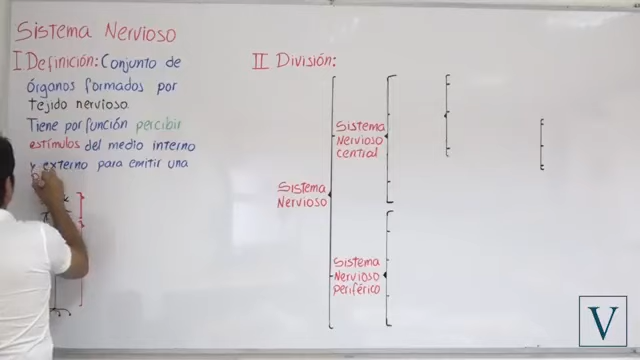 Sistema Nervioso
I Definición: Conjunto de
órganos formados por
tejido nervioso.
Tiene por función percibir
estímulos del medio interno
y externo para emitir una
II División:
Sistema
Nervioso
central
Sistema
Nervioso
Sistema
Nervioso
periférico
V